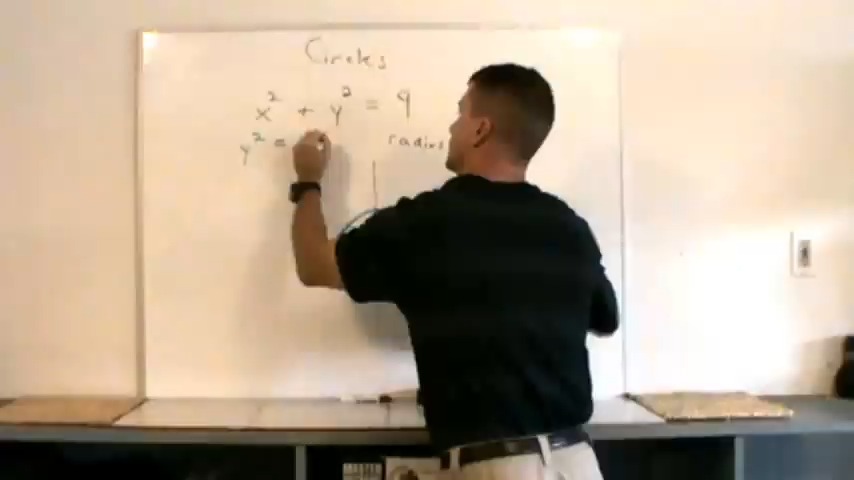 Circles
x² + y² = 9
y² =
radius